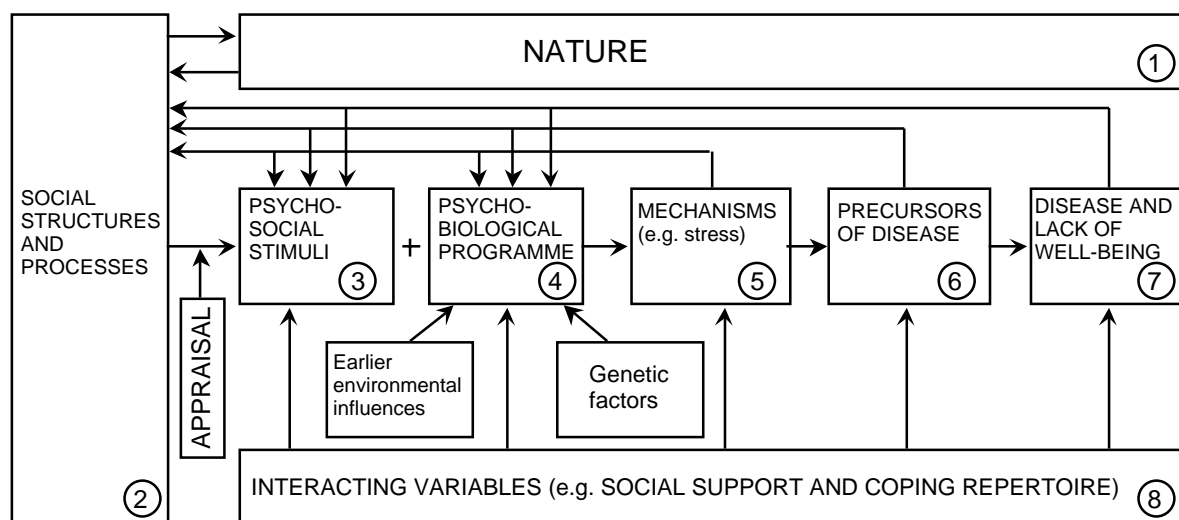 NATURE
1
SOCIAL
STRUCTURES
AND
PROCESSES
2
APPRAISAL
PSYCHO-
SOCIAL
STIMULI
3
+
PSYCHO-
BIOLOGICAL
PROGRAMME
4
MECHANISMS
(e.g. stress)
5
PRECURSORS
OF DISEASE
6
DISEASE AND
LACK OF
WELL-BEING
7
Earlier
environmental
influences
Genetic
factors
INTERACTING VARIABLES (e.g. SOCIAL SUPPORT AND COPING REPERTOIRE)
8